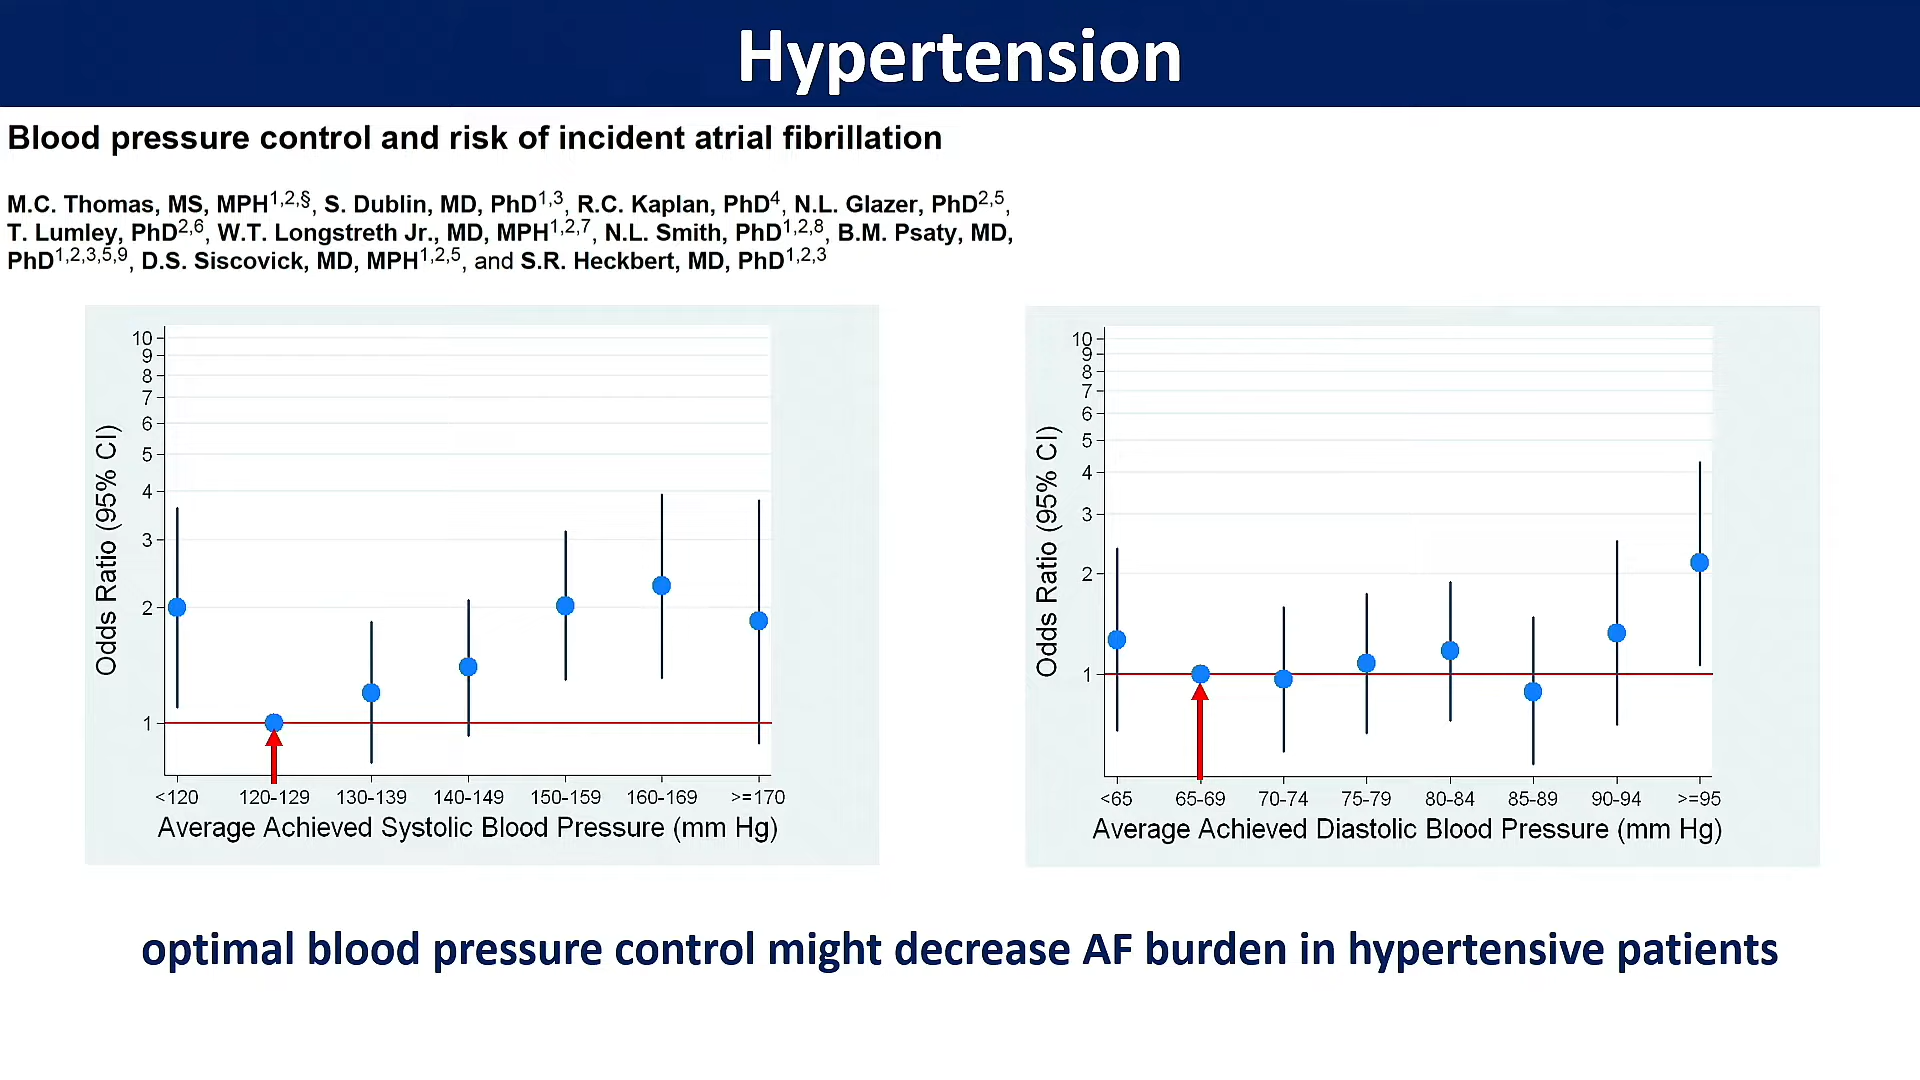 Hypertension
Blood pressure control and risk of incident atrial fibrillation
M.C. Thomas, MS, MPH1,2,§, S. Dublin, MD, PhD1,3, R.C. Kaplan, PhD4, N.L. Glazer, PhD2,5,
T. Lumley, PhD2,6, W.T. Longstreth Jr., MD, MPH1,2,7, N.L. Smith, PhD1,2,8, B.M. Psaty, MD,
PhD1,2,3,5,9, D.S. Siscovick, MD, MPH1,2,5, and S.R. Heckbert, MD, PhD1,2,3
Odds Ratio (95% CI)
10
9
8
7
6
5
4
3
2
1
<120 120-129 130-139 140-149 150-159 160-169 >=170
Average Achieved Systolic Blood Pressure (mm Hg)
Odds Ratio (95% CI)
10
9
8
7
6
5
4
3
2
1
<65 65-69 70-74 75-79 80-84 85-89 90-94 >=95
Average Achieved Diastolic Blood Pressure (mm Hg)
optimal blood pressure control might decrease AF burden in hypertensive patients